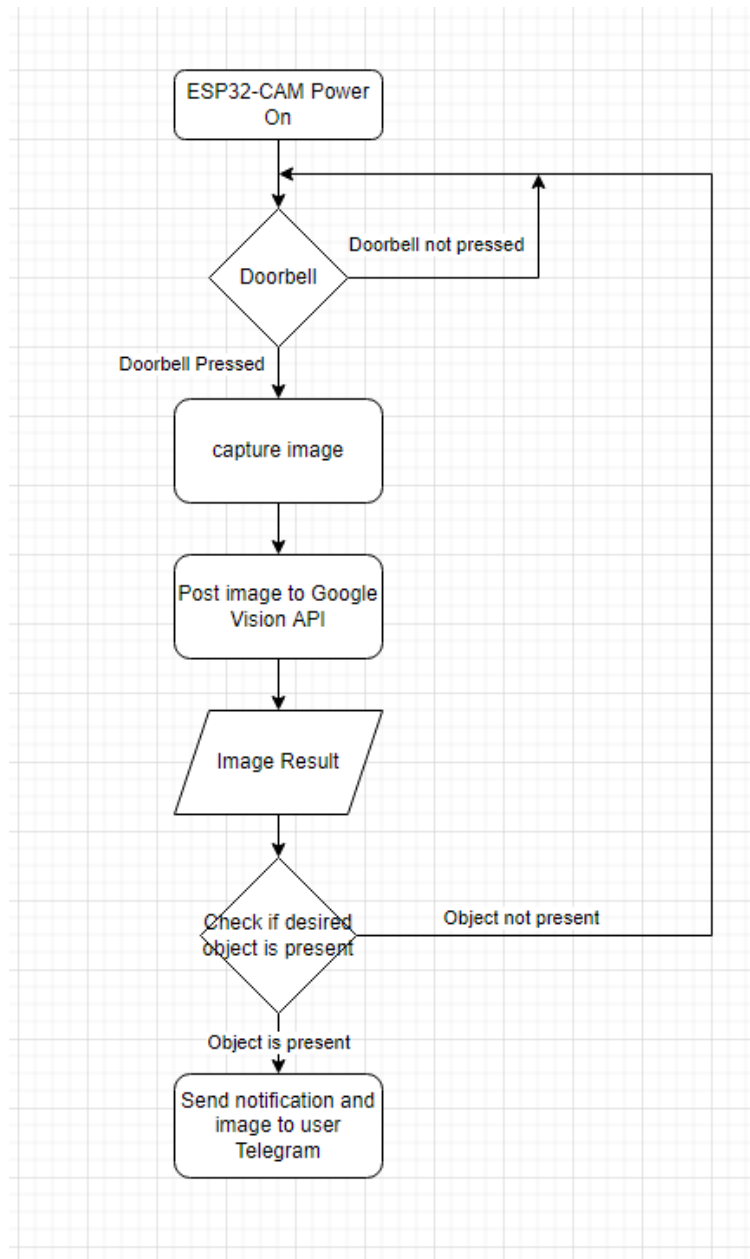 ESP32-CAM Power
On
Doorbell not pressed
Doorbell
Doorbell Pressed
capture image
Post image to Google
Vision API
Image Result
Check if desired
object is present
Object not present
Object is present
Send notification and
image to user
Telegram